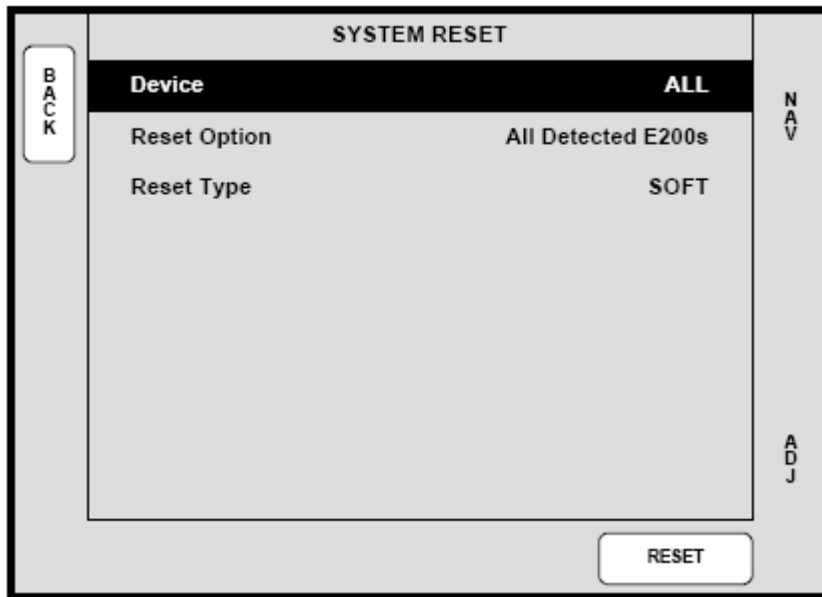 SYSTEM RESET
BACK
Device ALL
NAV
Reset Option All Detected E200s
Reset Type SOFT
ADJ
RESET